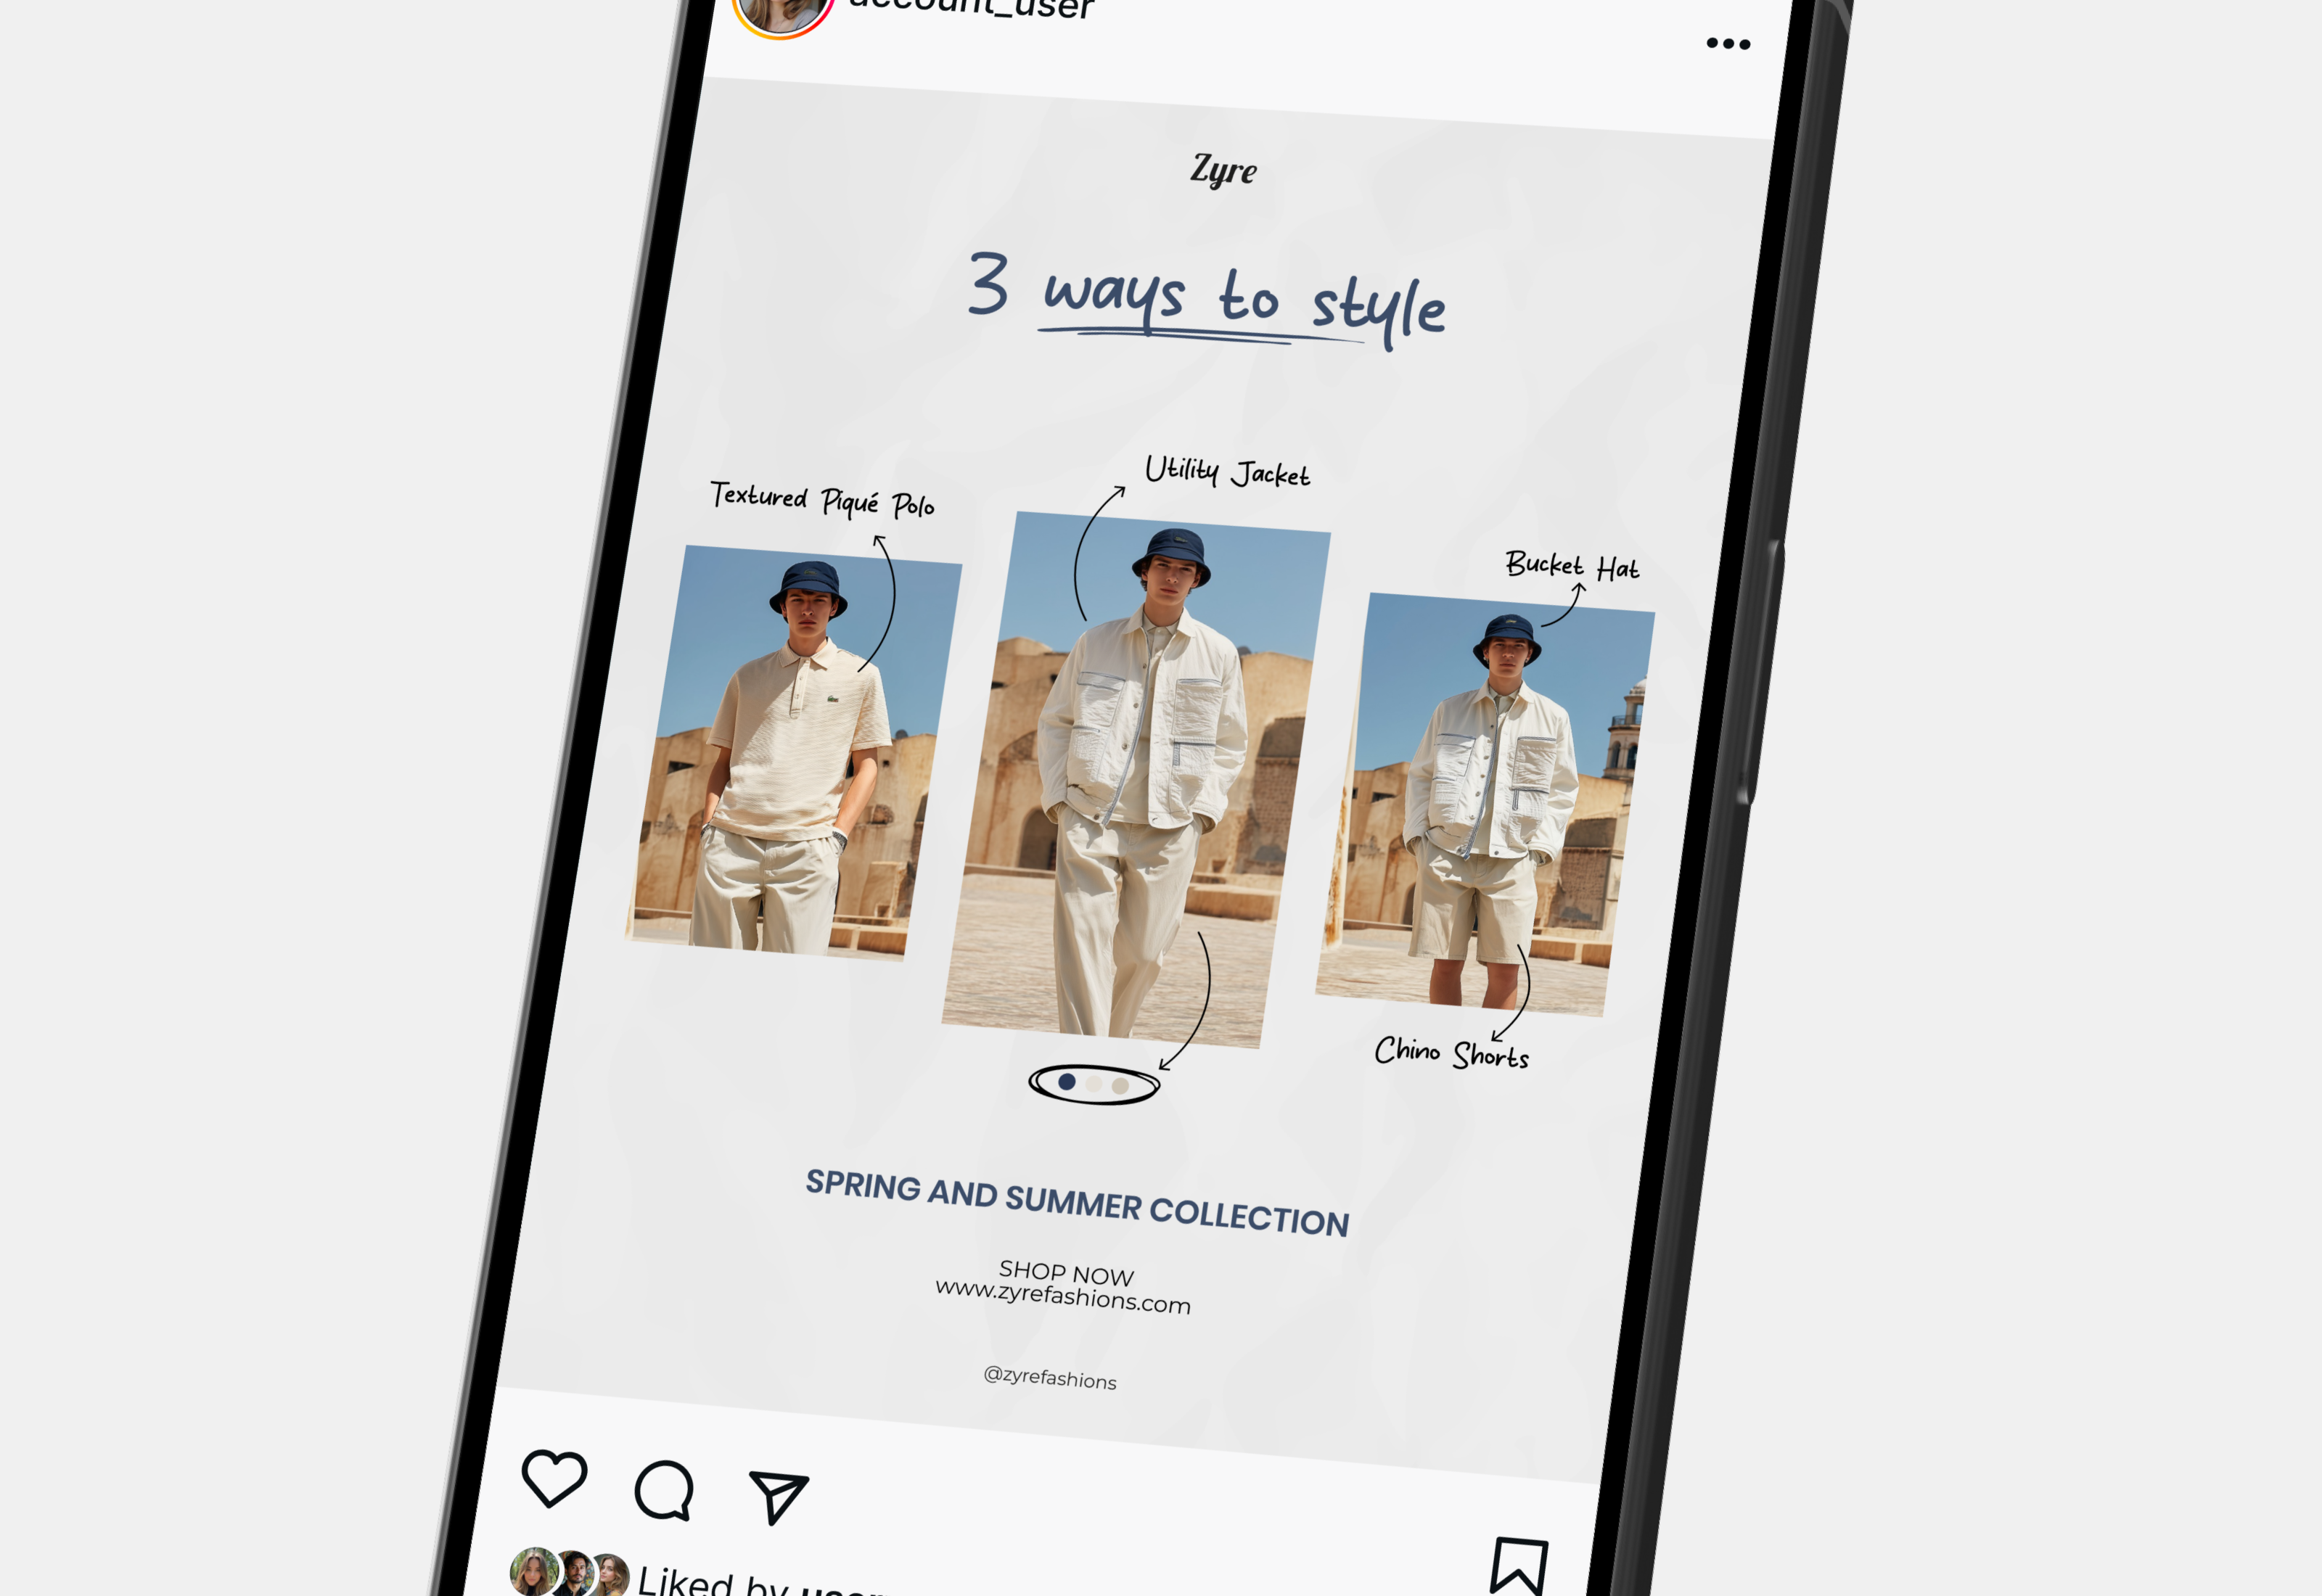 account_user
Zyre
3 ways to style
Utility Jacket
Textured Piqué Polo
Bucket Hat
Chino Shorts
SPRING AND SUMMER COLLECTION
SHOP NOW
www.zyrefashions.com
@zyrefashions
Liked by